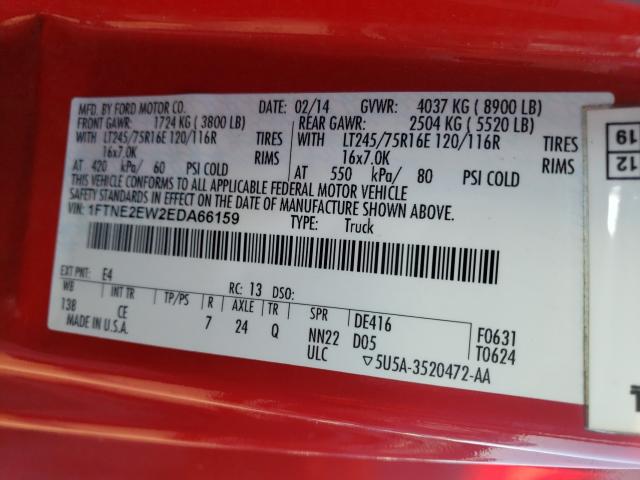 MFD. BY FORD MOTOR CO. DATE: 02/14 GVWR: 4037 KG ( 8900 LB)
FRONT GAWR: 1724 KG ( 3800 LB) REAR GAWR: 2504 KG ( 5520 LB)
WITH LT245/75R16E 120/116R TIRES WITH LT245/75R16E 120/116R TIRES
16x7.0K RIMS 16x7.0K RIMS
AT 420 kPa/ 60 PSI COLD AT 550 kPa/ 80 PSI COLD
THIS VEHICLE CONFORMS TO ALL APPLICABLE FEDERAL MOTOR VEHICLE
SAFETY STANDARDS IN EFFECT ON THE DATE OF MANUFACTURE SHOWN ABOVE.
VIN: 1FTNE2EW2EDA66159 TYPE: Truck
EXT PNT: E4 RC: 13 DSO:
WB INT TR TP/PS R AXLE TR SPR DE416 F0631
138 CE 7 24 Q NN22 D05 T0624
MADE IN U.S.A. ULC ▽5U5A-3520472-AA
12 19